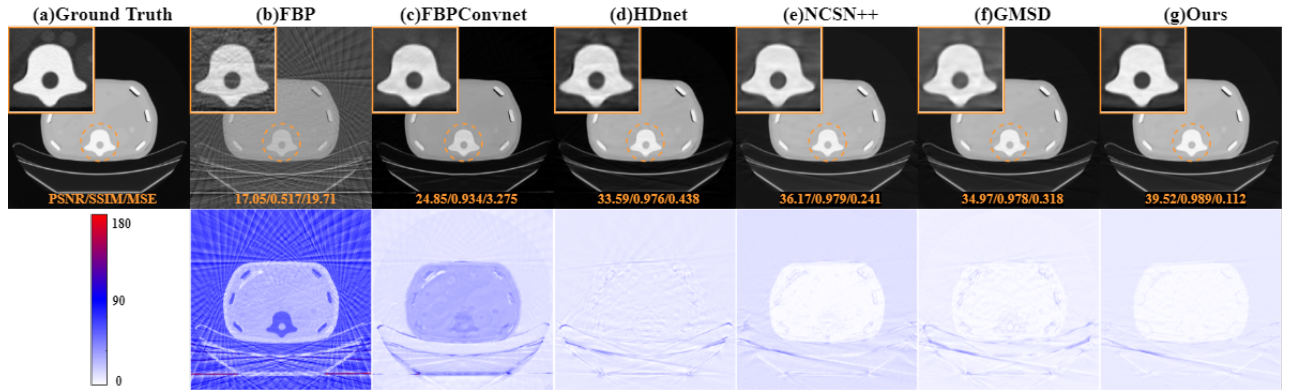 (a)Ground Truth
(b)FBP
(c)FBPConvnet
(d)HDnet
(e)NCSN++
(f)GMSD
(g)Ours
PSNR/SSIM/MSE
17.05/0.517/19.71
24.85/0.934/3.275
33.59/0.976/0.438
36.17/0.979/0.241
34.97/0.978/0.318
39.52/0.989/0.112
180
90
0